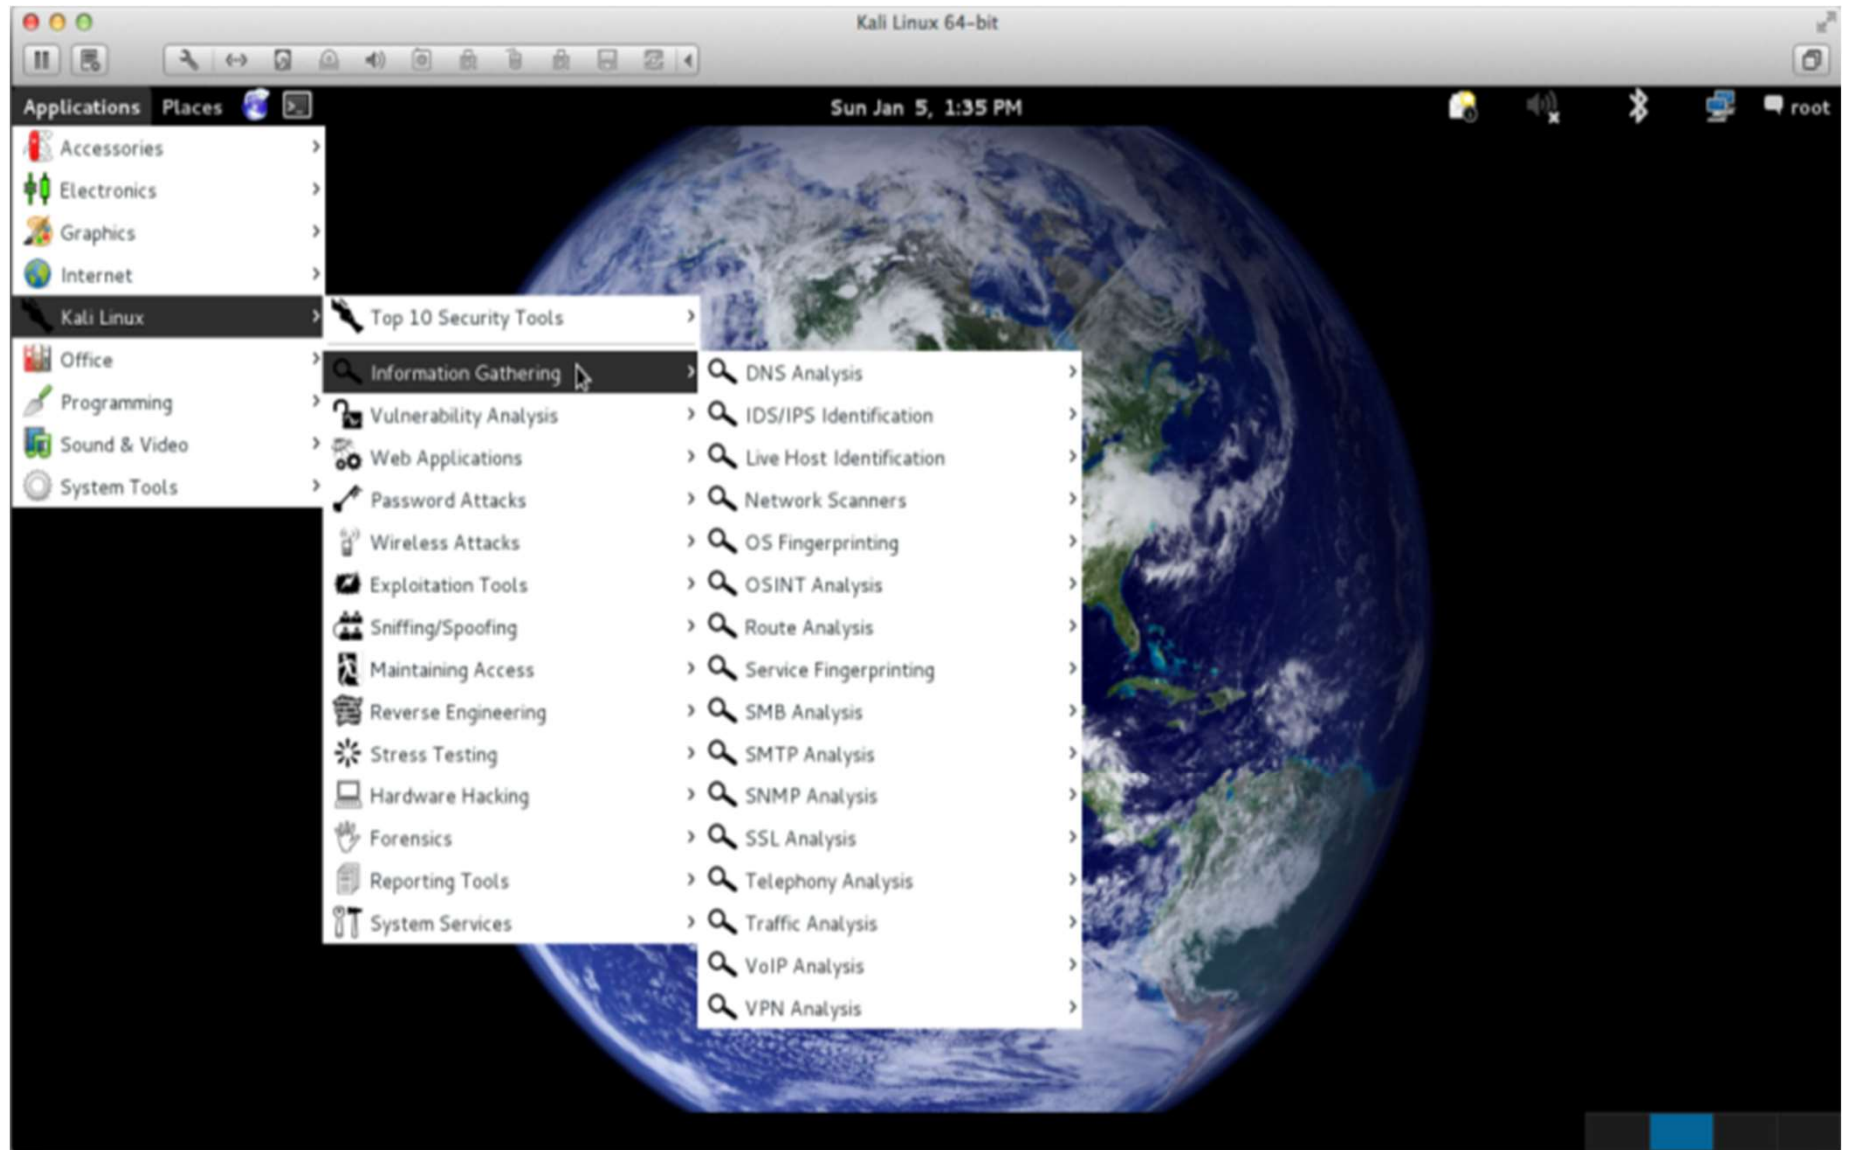 Kali Linux 64-bit
Applications Places Sun Jan 5, 1:35 PM root
Accessories
Electronics
Graphics
Internet
Kali Linux
Office
Programming
Sound & Video
System Tools
Top 10 Security Tools
Information Gathering
Vulnerability Analysis
Web Applications
Password Attacks
Wireless Attacks
Exploitation Tools
Sniffing/Spoofing
Maintaining Access
Reverse Engineering
Stress Testing
Hardware Hacking
Forensics
Reporting Tools
System Services
DNS Analysis
IDS/IPS Identification
Live Host Identification
Network Scanners
OS Fingerprinting
OSINT Analysis
Route Analysis
Service Fingerprinting
SMB Analysis
SMTP Analysis
SNMP Analysis
SSL Analysis
Telephony Analysis
Traffic Analysis
VoIP Analysis
VPN Analysis